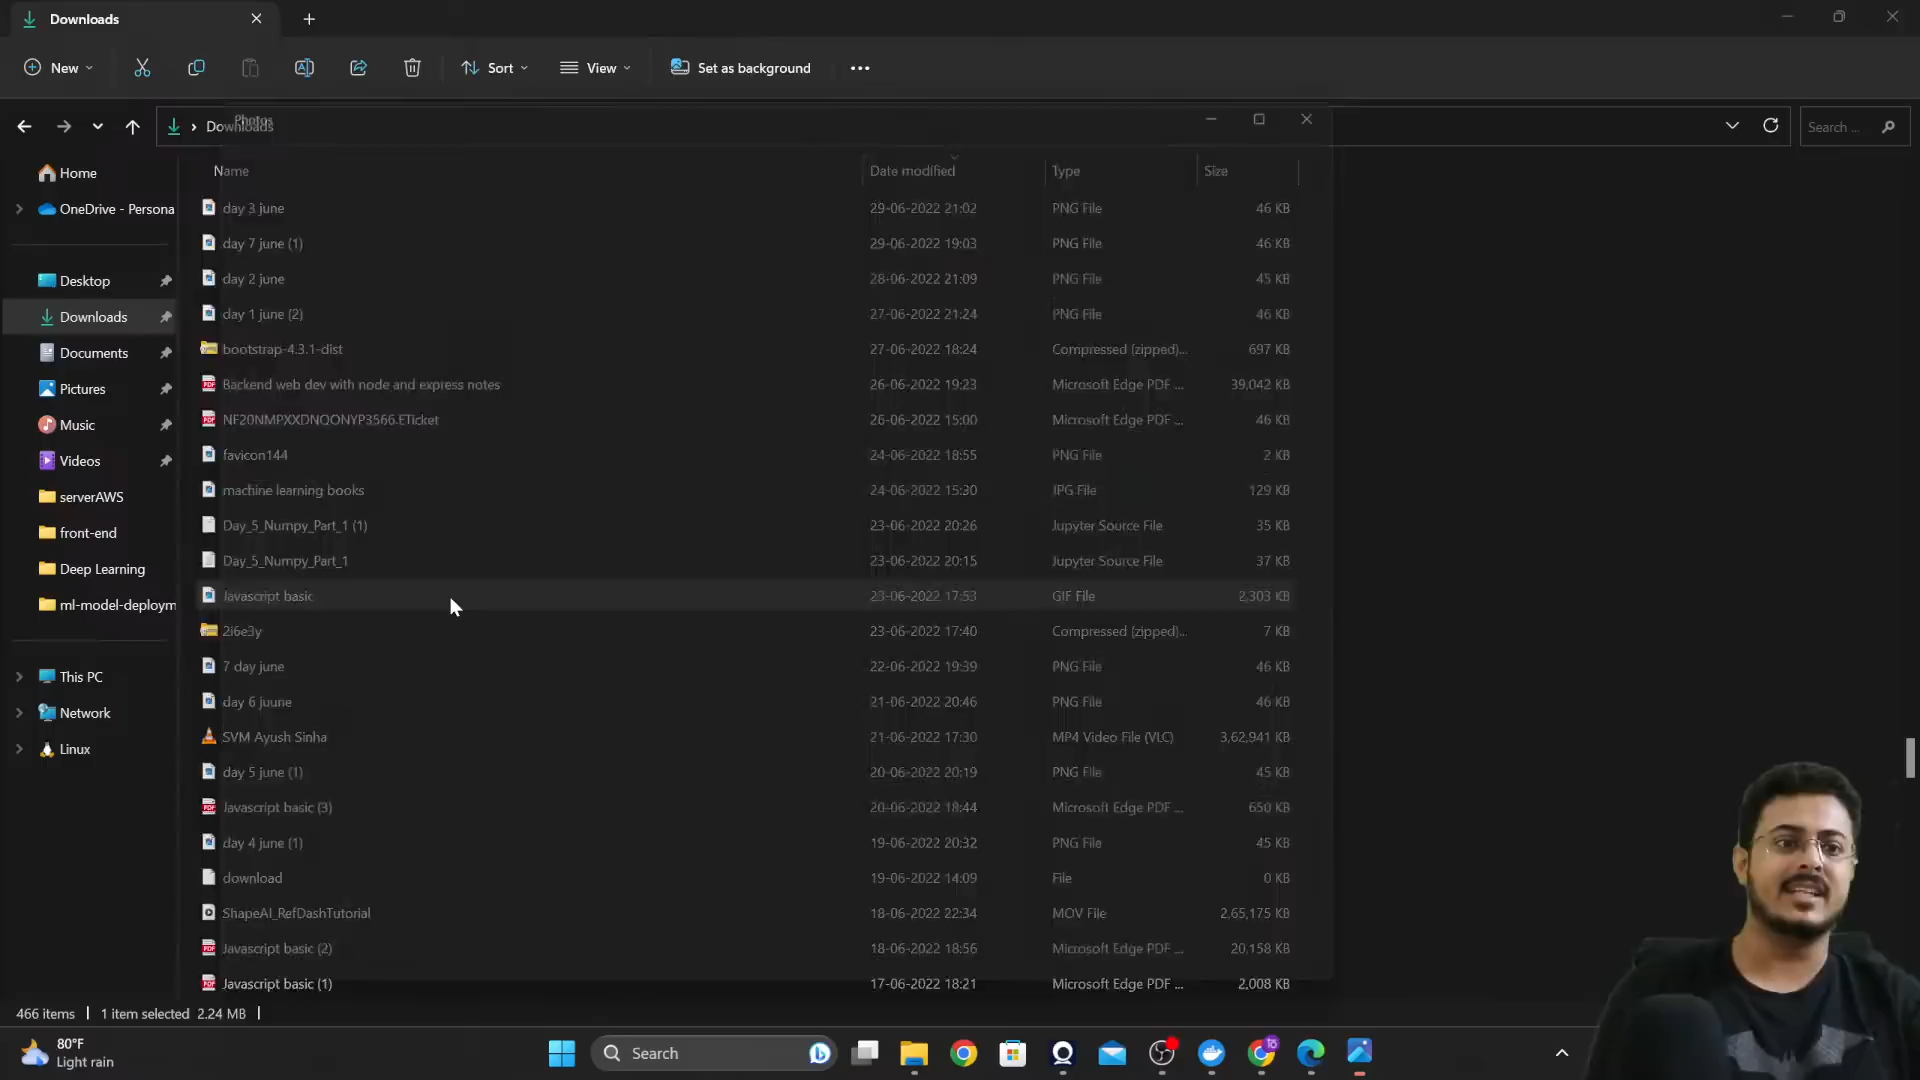 Downloads
New
Sort
View
Set as background
Photos
Downloads
Search ...
Home
OneDrive - Persona
Desktop
Downloads
Documents
Pictures
Music
Videos
serverAWS
front-end
Deep Learning
ml-model-deploym
This PC
Network
Linux
Name Date modified Type Size
day 3 june 29-06-2022 21:02 PNG File 46 KB
day 7 june (1) 29-06-2022 19:03 PNG File 46 KB
day 2 june 28-06-2022 21:09 PNG File 45 KB
day 1 june (2) 27-06-2022 21:24 PNG File 46 KB
bootstrap-4.3.1-dist 27-06-2022 18:24 Compressed (zipped)... 697 KB
Backend web dev with node and express notes 26-06-2022 19:23 Microsoft Edge PDF ... 39,042 KB
NF20NMPXXDNQONYP3566.ETicket 26-06-2022 15:00 Microsoft Edge PDF ... 46 KB
favicon144 24-06-2022 18:55 PNG File 2 KB
machine learning books 24-06-2022 15:30 JPG File 129 KB
Day_5_Numpy_Part_1 (1) 23-06-2022 20:26 Jupyter Source File 35 KB
Day_5_Numpy_Part_1 23-06-2022 20:15 Jupyter Source File 37 KB
Javascript basic 23-06-2022 17:53 GIF File 2,303 KB
2i6e3y 23-06-2022 17:40 Compressed (zipped)... 7 KB
7 day june 22-06-2022 19:39 PNG File 46 KB
day 6 juune 21-06-2022 20:46 PNG File 46 KB
SVM Ayush Sinha 21-06-2022 17:30 MP4 Video File (VLC) 3,62,941 KB
day 5 june (1) 20-06-2022 20:19 PNG File 45 KB
Javascript basic (3) 20-06-2022 18:44 Microsoft Edge PDF ... 650 KB
day 4 june (1) 19-06-2022 20:32 PNG File 45 KB
download 19-06-2022 14:09 File 0 KB
ShapeAI_RefDashTutorial 18-06-2022 22:34 MOV File 2,65,175 KB
Javascript basic (2) 18-06-2022 18:56 Microsoft Edge PDF ... 20,158 KB
Javascript basic (1) 17-06-2022 18:21 Microsoft Edge PDF ... 2,008 KB
466 items 1 item selected 2.24 MB
80°F
Light rain
Search